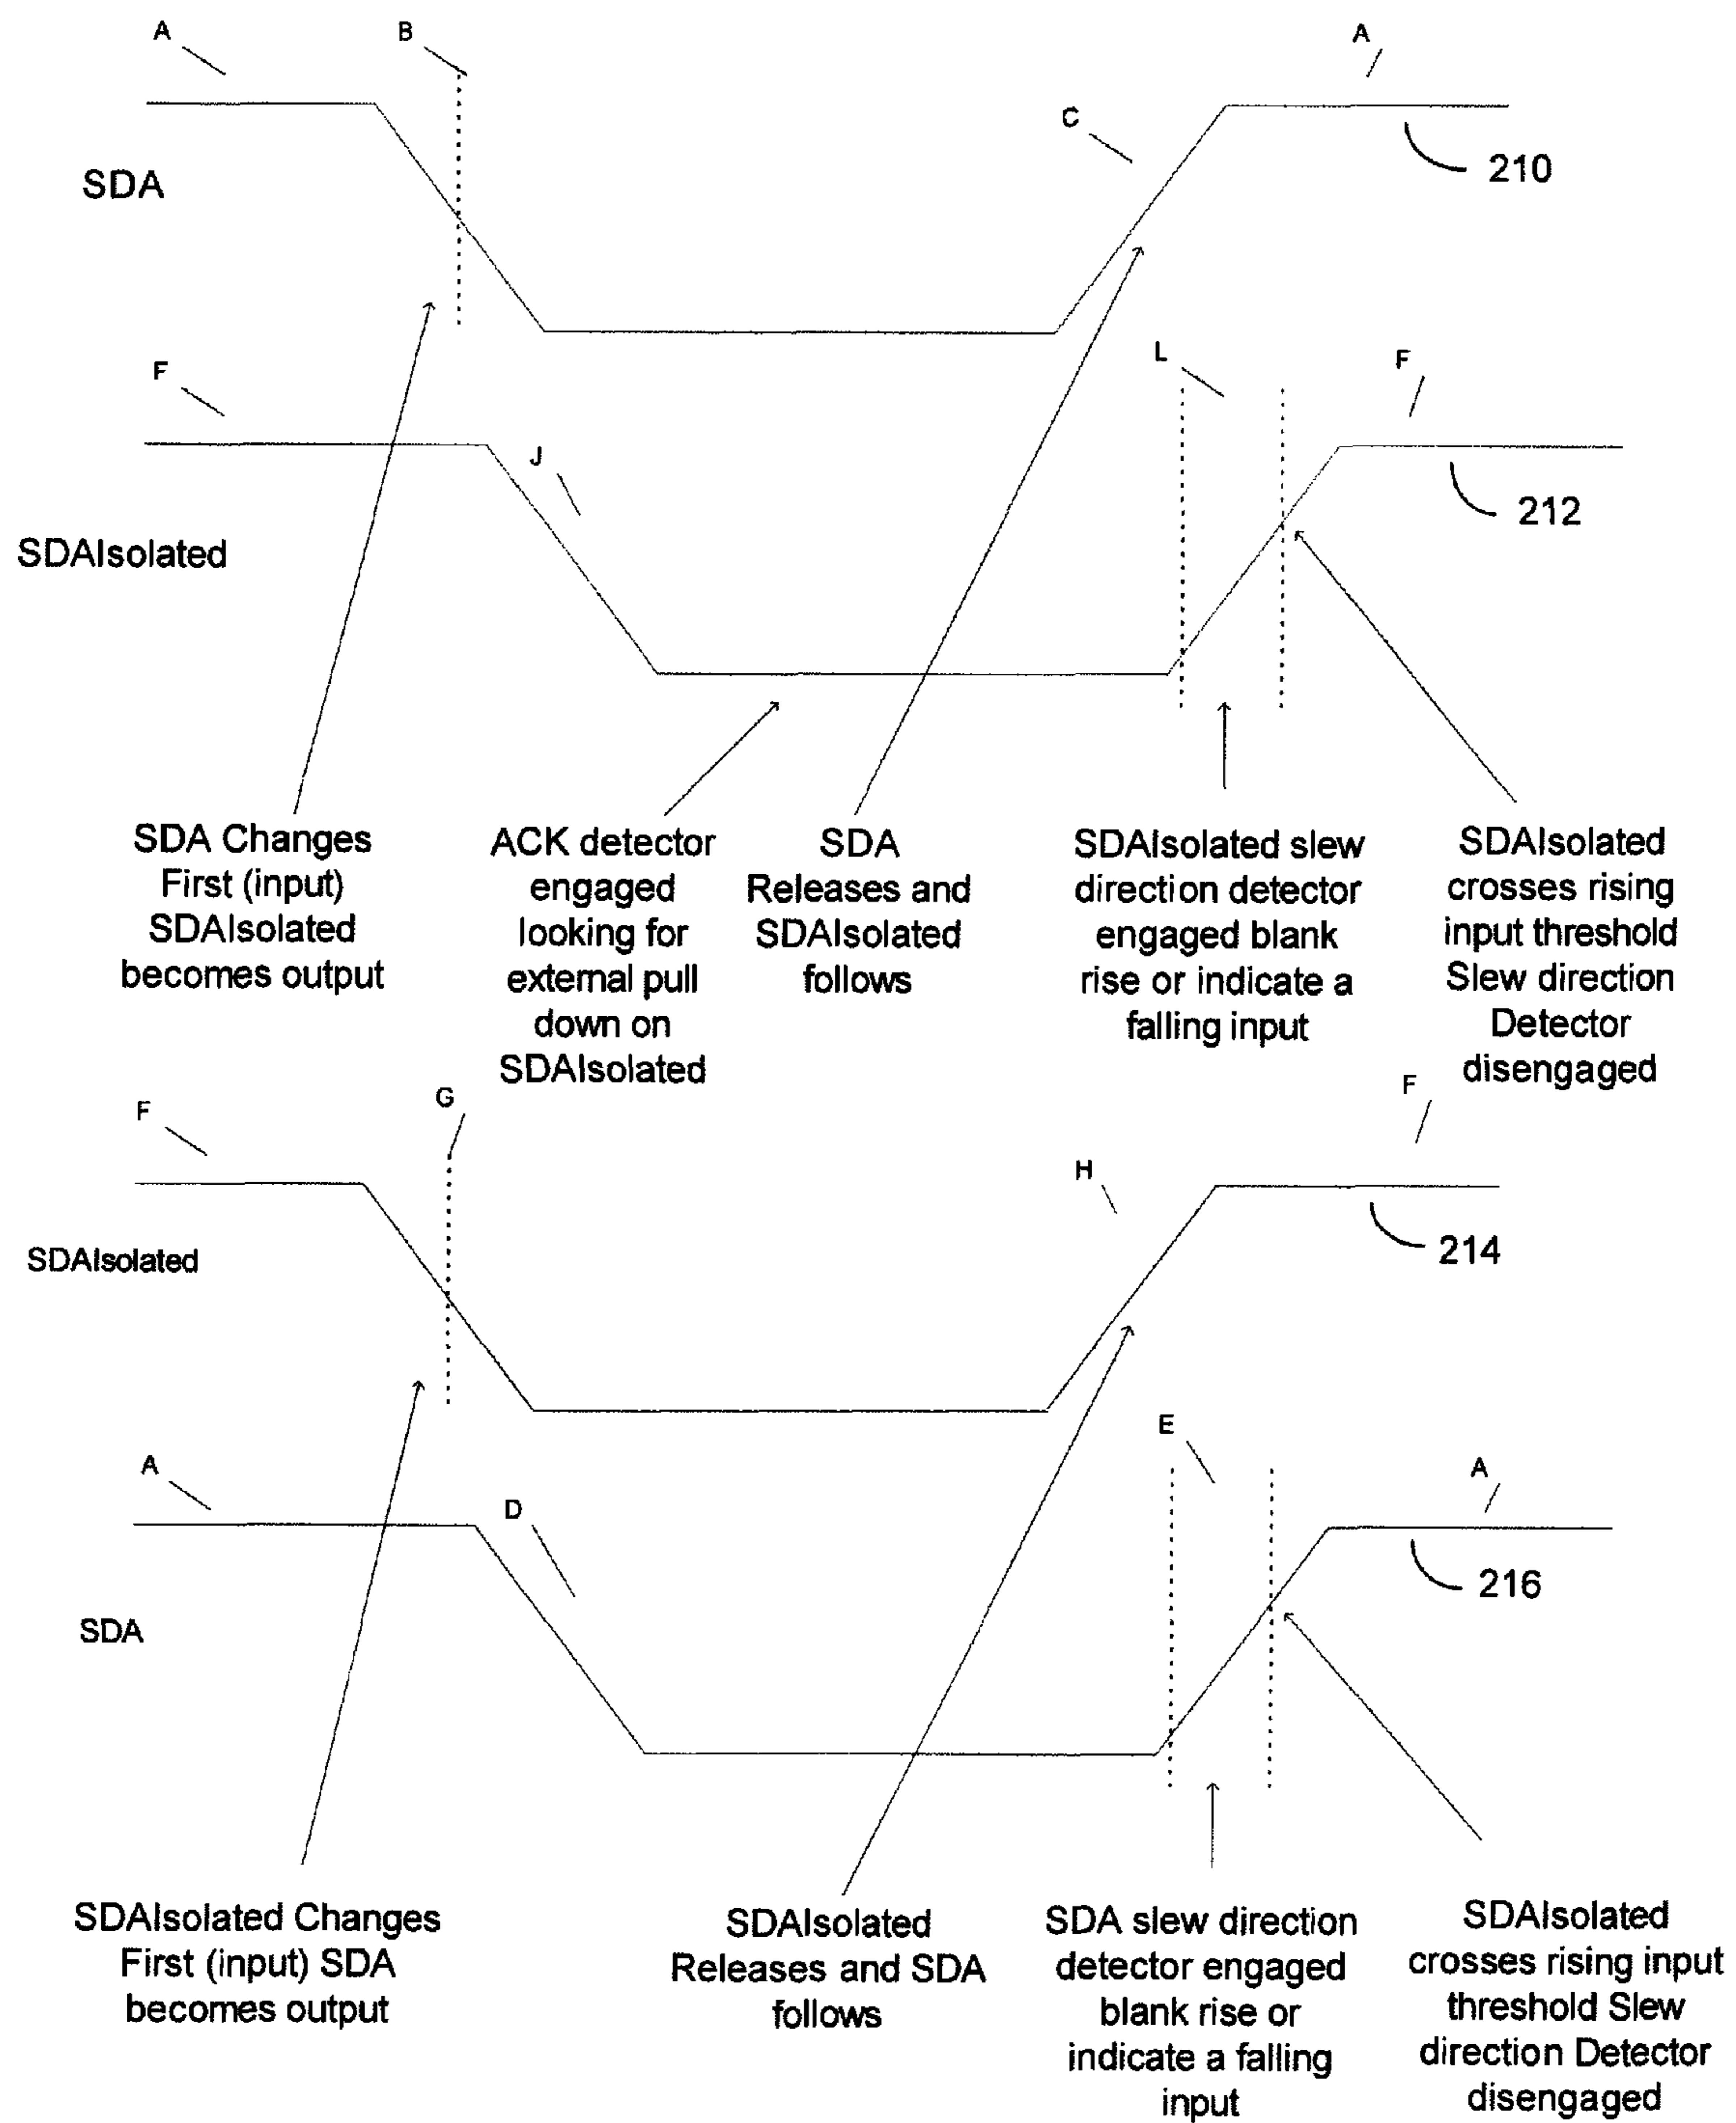 A
B
A
C
SDA
210
F
L
F
J
212
SDAIsolated
SDA Changes
First (input)
SDAIsolated
becomes output
ACK detector
engaged
looking for
external pull
down on
SDAIsolated
SDA
Releases and
SDAIsolated
follows
SDAIsolated slew
direction detector
engaged blank
rise or indicate a
falling input
SDAIsolated
crosses rising
input threshold
Slew direction
Detector
disengaged
F
G
F
H
SDAIsolated
214
A
D
E
A
SDA
216
SDAIsolated Changes
First (input) SDA
becomes output
SDAIsolated
Releases and SDA
follows
SDA slew direction
detector engaged
blank rise or
indicate a falling
input
SDAIsolated
crosses rising input
threshold Slew
direction Detector
disengaged